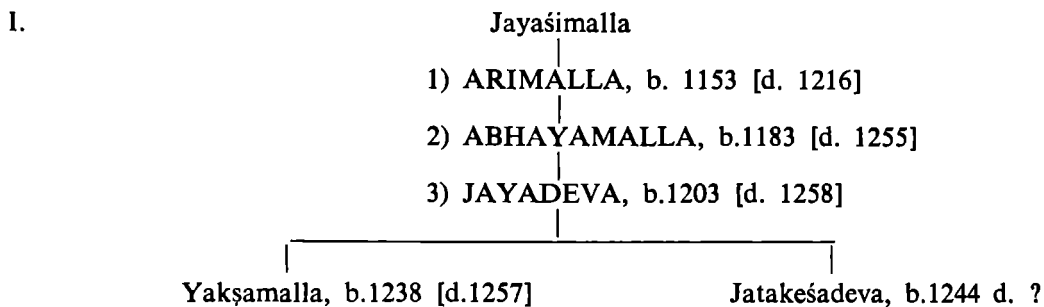 I. Jayaśimalla
1) ARIMALLA, b. 1153 [d. 1216]
2) ABHAYAMALLA, b.1183 [d. 1255]
3) JAYADEVA, b.1203 [d. 1258]
Yakṣamalla, b.1238 [d.1257] Jatakeśadeva, b.1244 d. ?